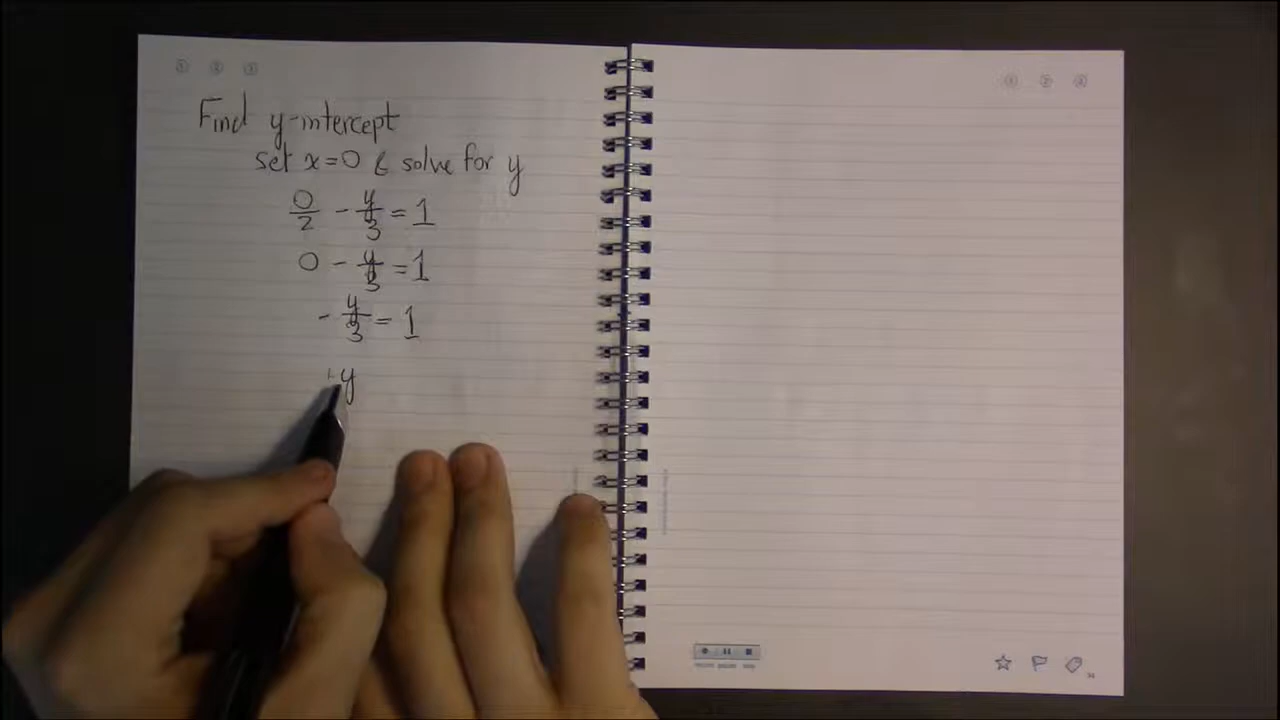 Find y-intercept
set x=0 & solve for y
0/2 - y/3 = 1
0 - y/3 = 1
- y/3 = 1
-y